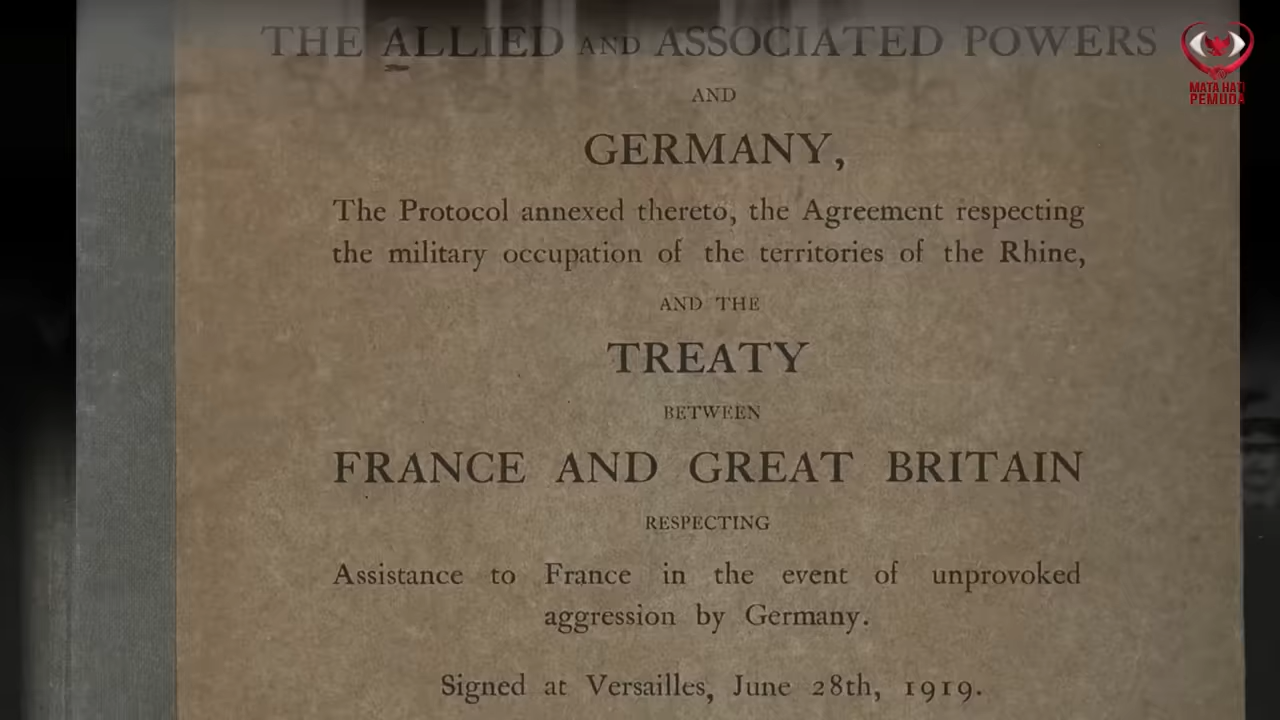 THE ALLIED AND ASSOCIATED POWERS
AND
GERMANY,
The Protocol annexed thereto, the Agreement respecting
the military occupation of the territories of the Rhine,
AND THE
TREATY
BETWEEN
FRANCE AND GREAT BRITAIN
RESPECTING
Assistance to France in the event of unprovoked
aggression by Germany.
Signed at Versailles, June 28th, 1919.
MATA HATI
PEMUDA